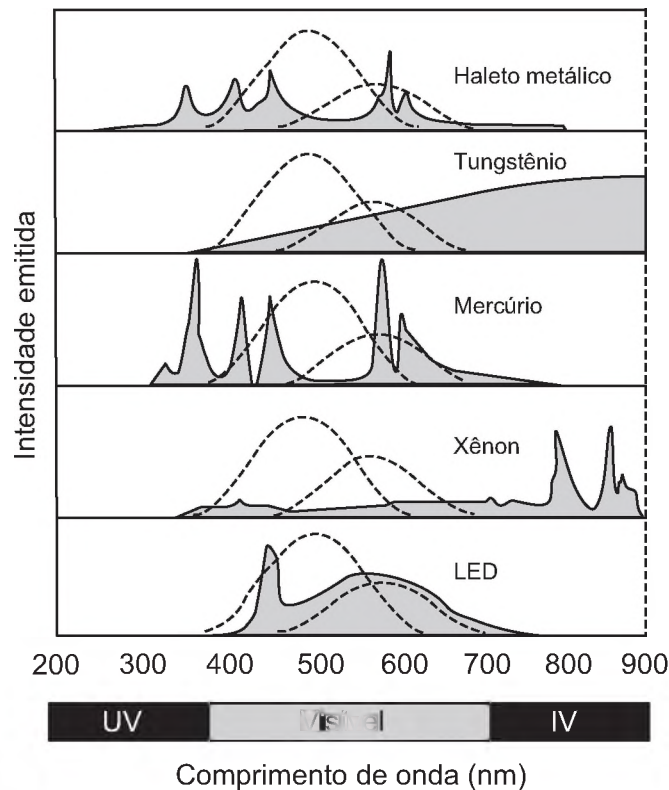 Haleto metálico
Tungstênio
Mercúrio
Xênon
LED
Intensidade emitida
200 300 400 500 600 700 800 900
UV Visível IV
Comprimento de onda (nm)